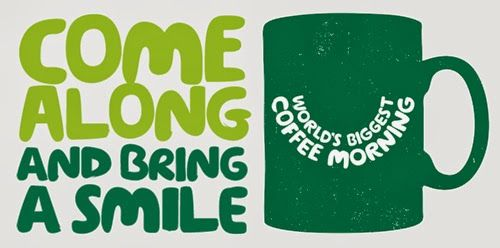 COME
ALONG
AND BRING
A SMILE
WORLD'S BIGGEST
COFFEE MORNING